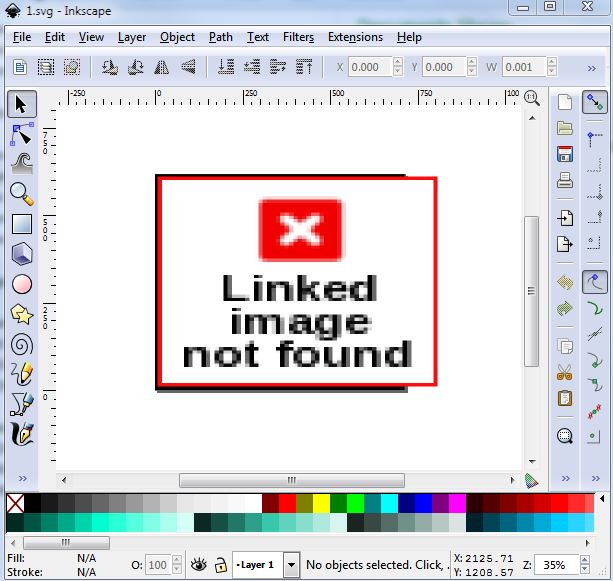 1.svg - Inkscape
File Edit View Layer Object Path Text Filters Extensions Help
X 0.000 Y 0.000 W 0.001 »
-250 0 250 500 750 100
750
500
250
0
Linked
image
not found
» » »
Fill: N/A
Stroke: N/A
O: 100
•Layer 1
No objects selected. Click, .
X: 2125.71
Y: 1208.57
Z: 35%